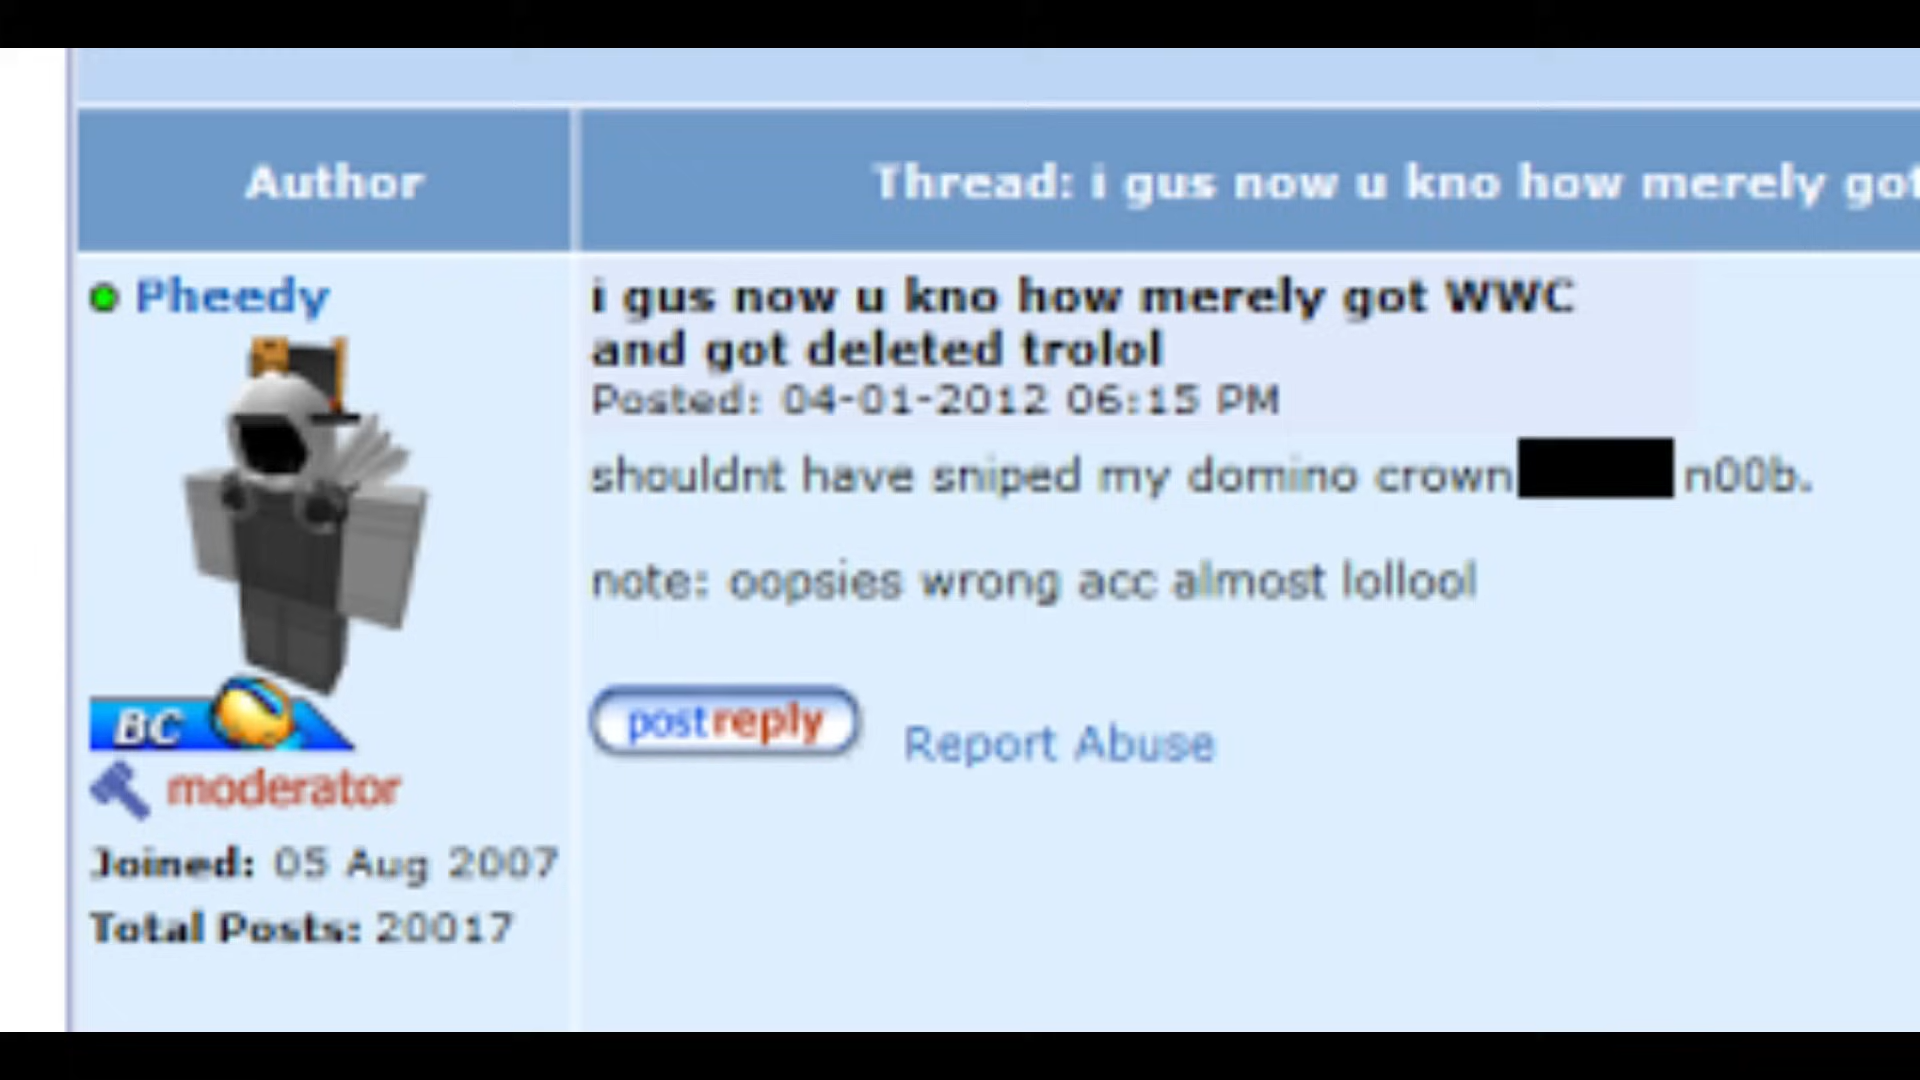 Author
Thread: i gus now u kno how merely got
Pheedy
i gus now u kno how merely got WWC
and got deleted trolol
Posted: 04-01-2012 06:15 PM
shouldnt have sniped my domino crown n00b.
note: oopsies wrong acc almost lollool
BC
postreply
Report Abuse
moderator
Joined: 05 Aug 2007
Total Posts: 20017